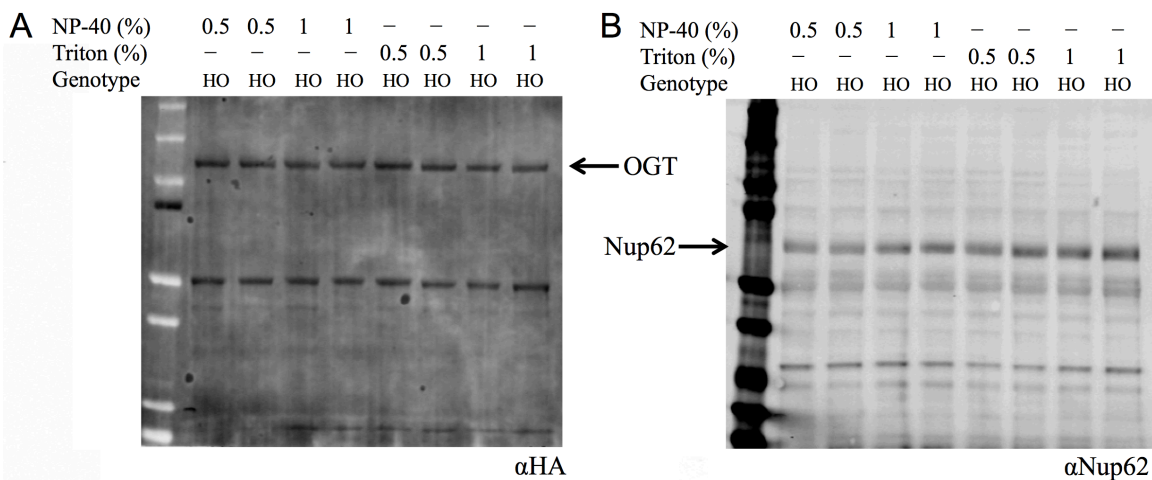 A
NP-40 (%) 0.5 0.5 1 1 – – – –
Triton (%) – – – – 0.5 0.5 1 1
Genotype HO HO HO HO HO HO HO HO
OGT
αHA
B
NP-40 (%) 0.5 0.5 1 1 – – – –
Triton (%) – – – – 0.5 0.5 1 1
Genotype HO HO HO HO HO HO HO HO
Nup62
αNup62